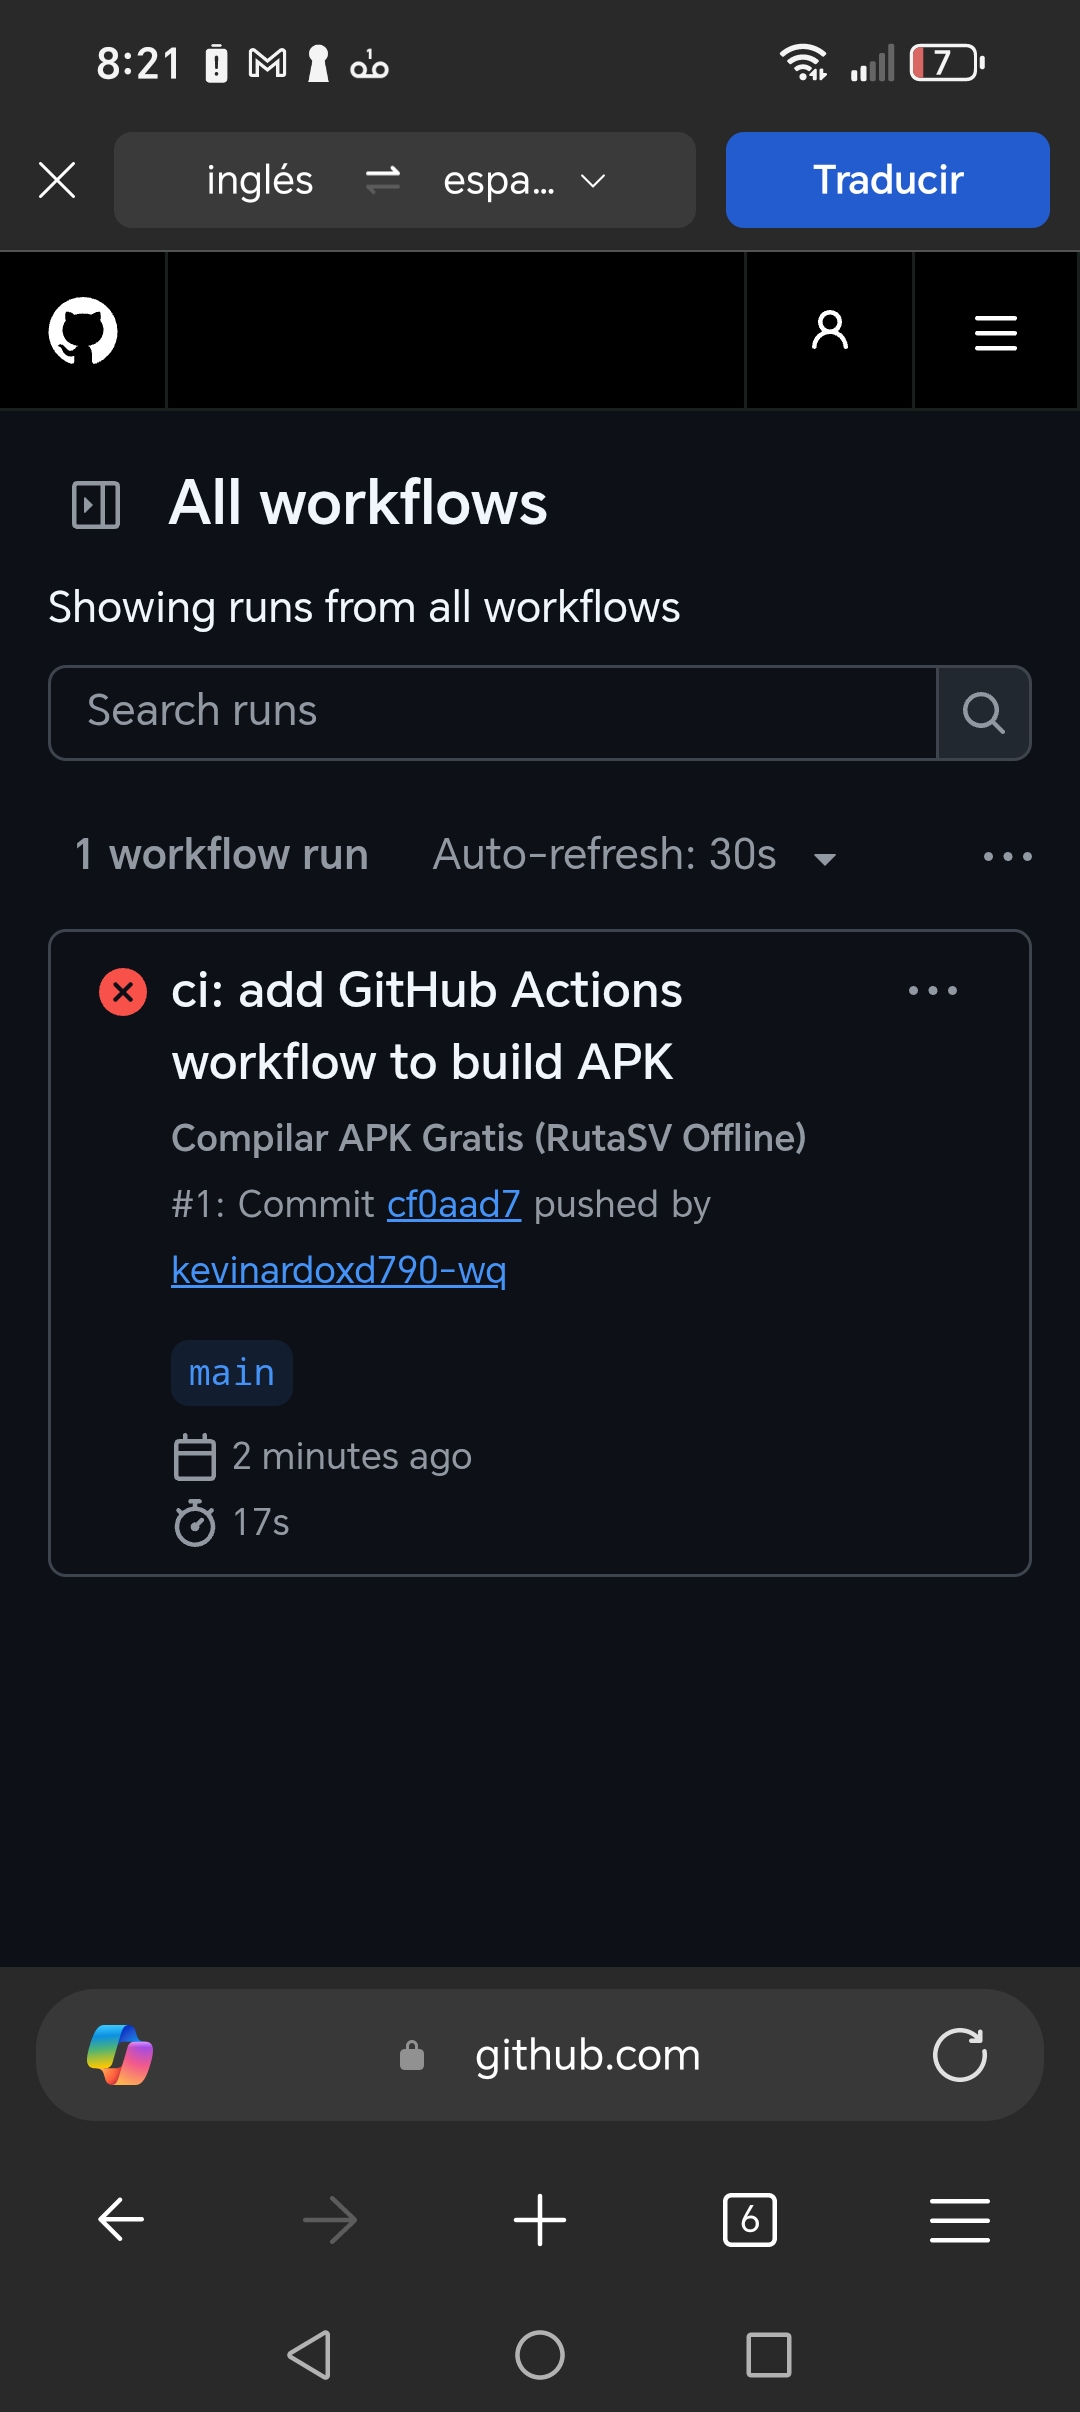 8:21
7
inglés
espa...
Traducir
All workflows
Showing runs from all workflows
Search runs
1 workflow run
Auto-refresh: 30s
ci: add GitHub Actions
workflow to build APK
Compilar APK Gratis (RutaSV Offline)
#1: Commit cf0aad7 pushed by
kevinardoxd790-wq
main
2 minutes ago
17s
github.com
6